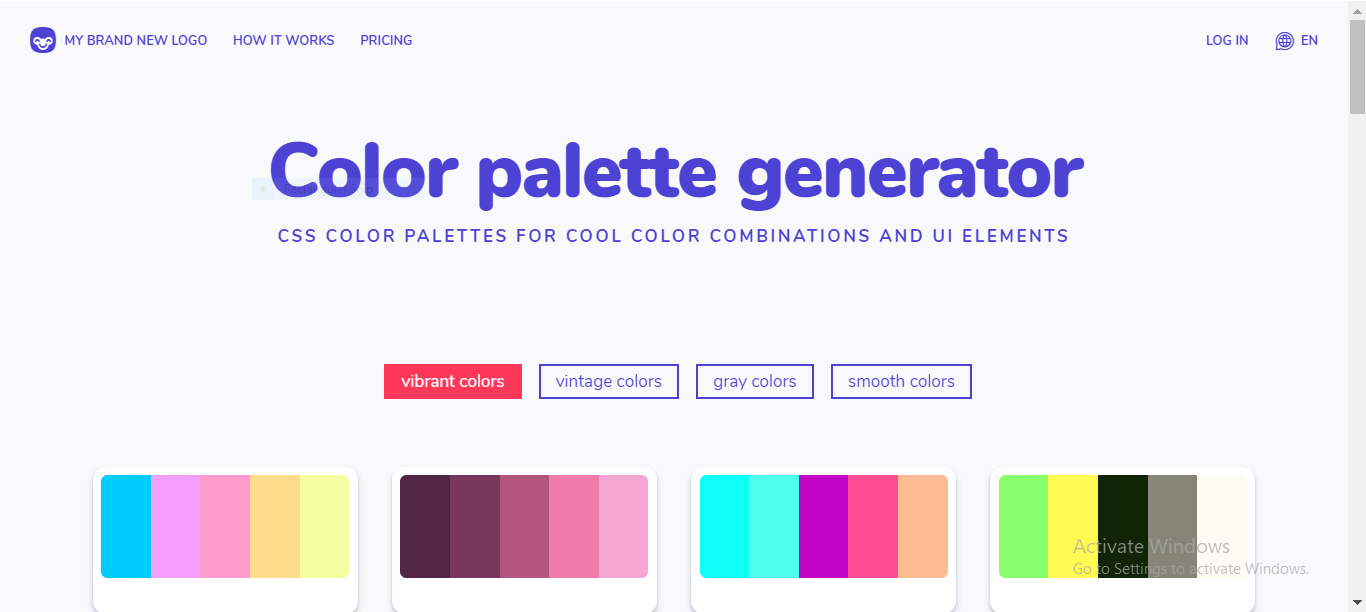 MY BRAND NEW LOGO HOW IT WORKS PRICING LOG IN EN
Color palette generator
CSS COLOR PALETTES FOR COOL COLOR COMBINATIONS AND UI ELEMENTS
vibrant colors vintage colors gray colors smooth colors
Activate Windows
Go to Settings to activate Windows.